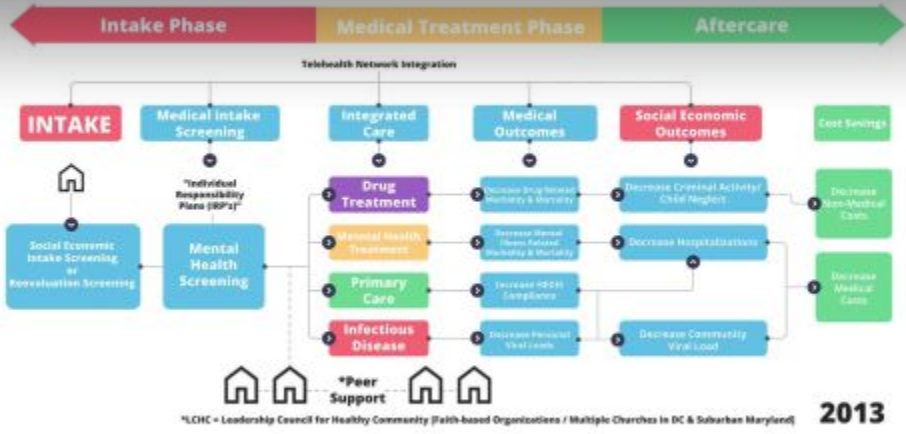 Intake Phase
Medical Treatment Phase
Aftercare
Telehealth Network Integration
INTAKE
Medical Intake
Screening
Integrated
Care
Medical
Outcomes
Social Economic
Outcomes
Cost Savings
"Individual
Responsibility
Plans (IRP's)"
Social Economic
Intake Screening
or
Reevaluation Screening
Mental
Health
Screening
Drug
Treatment
Decrease Drug Related
Morbidity & Mortality
Decrease Criminal Activity/
Child Neglect
Decrease
Non-Medical
Costs
Mental Health
Treatment
Decrease Mental
Illness Related
Morbidity & Mortality
Decrease Hospitalizations
Primary
Care
Decrease
Compliance
Decrease
Medical
Costs
Infectious
Disease
Decrease Personal
Viral Loads
Decrease Community
Viral Load
*Peer
Support
*LCHC = Leadership Council for Healthy Community (Faith-based Organizations / Multiple Churches in DC & Suburban Maryland)
2013